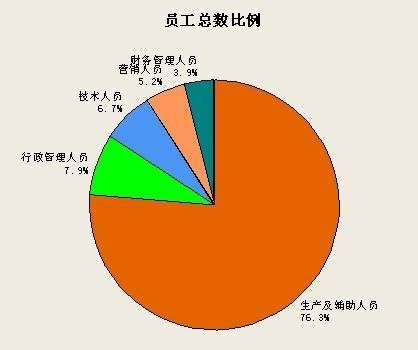 员工总数比例
财务管理人员
3.9%
营销人员
5.2%
技术人员
6.7%
行政管理人员
7.9%
生产及辅助人员
76.3%